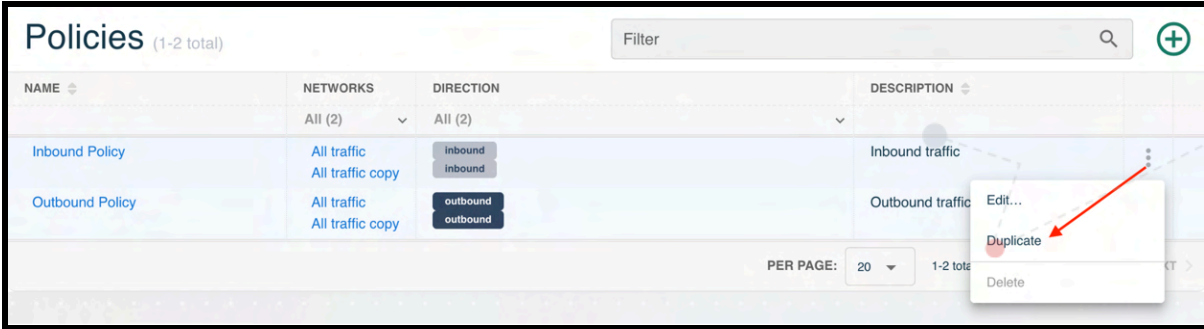 Policies (1-2 total)
Filter
NAME NETWORKS DIRECTION DESCRIPTION
All (2) All (2)
Inbound Policy All traffic inbound Inbound traffic
All traffic copy inbound
Outbound Policy All traffic outbound Outbound traffic
All traffic copy outbound
Edit…
Duplicate
Delete
PER PAGE: 20 1-2 tota